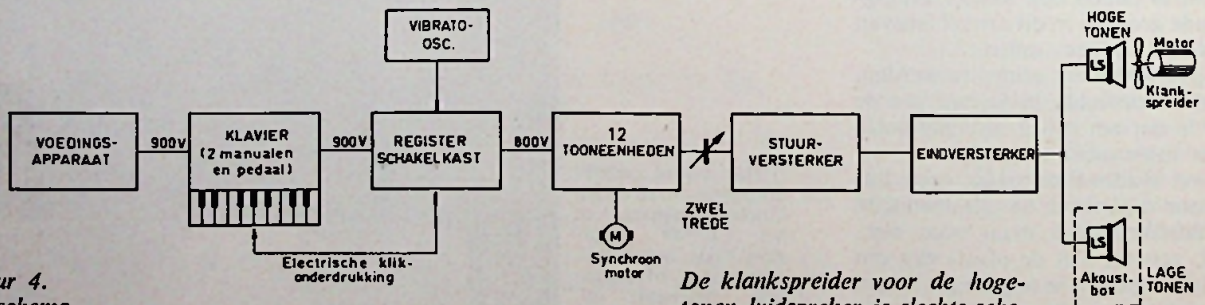 VIBRATO-
OSC.
VOEDINGS-
APPARAAT
900V
KLAVIER
(2 manualen
en pedaal)
900V
REGISTER
SCHAKELKAST
800V
12
TOONEENHEDEN
ZWEL
TREDE
STUUR-
VERSTERKER
EINDVERSTERKER
HOGE
TONEN
LS
Motor
Klank-
spreider
LS
Akoust.
box
LAGE
TONEN
M
Synchroon
motor
Electrische klik-
onderdrukking
ur 4.
De klankspreider voor de hoge-